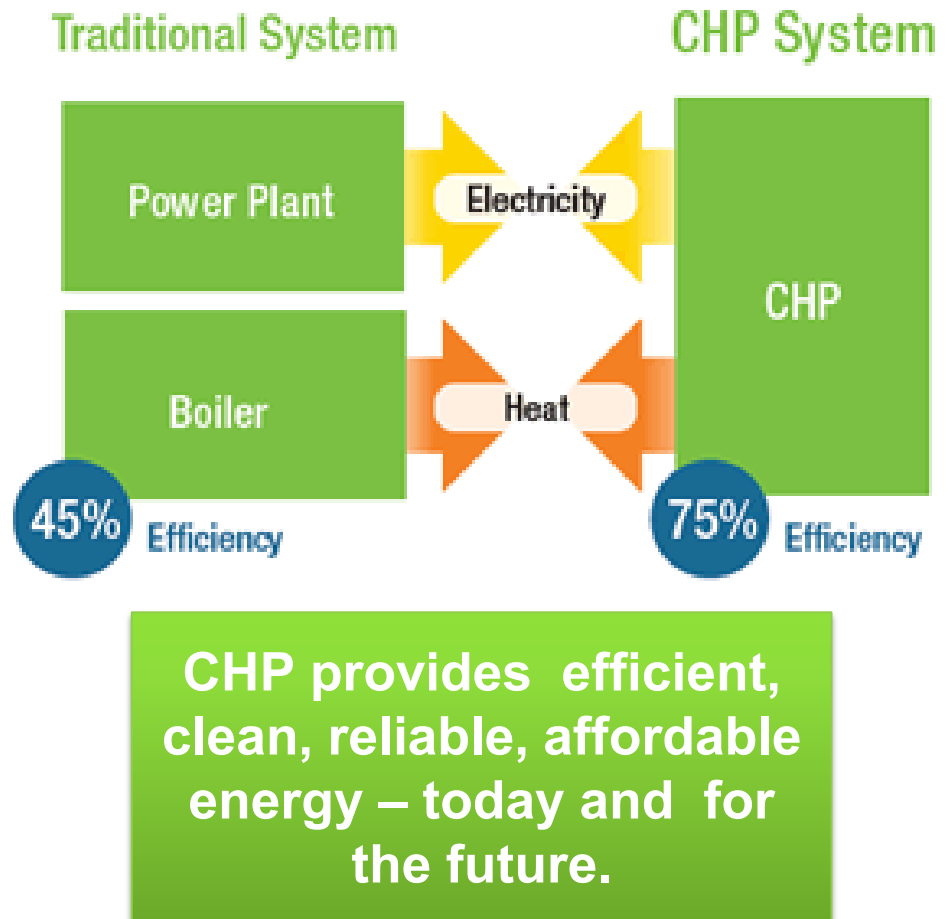 Traditional System
CHP System
Power Plant
Electricity
CHP
Boiler
Heat
45%
Efficiency
75%
Efficiency
CHP provides efficient,
clean, reliable, affordable
energy – today and for
the future.